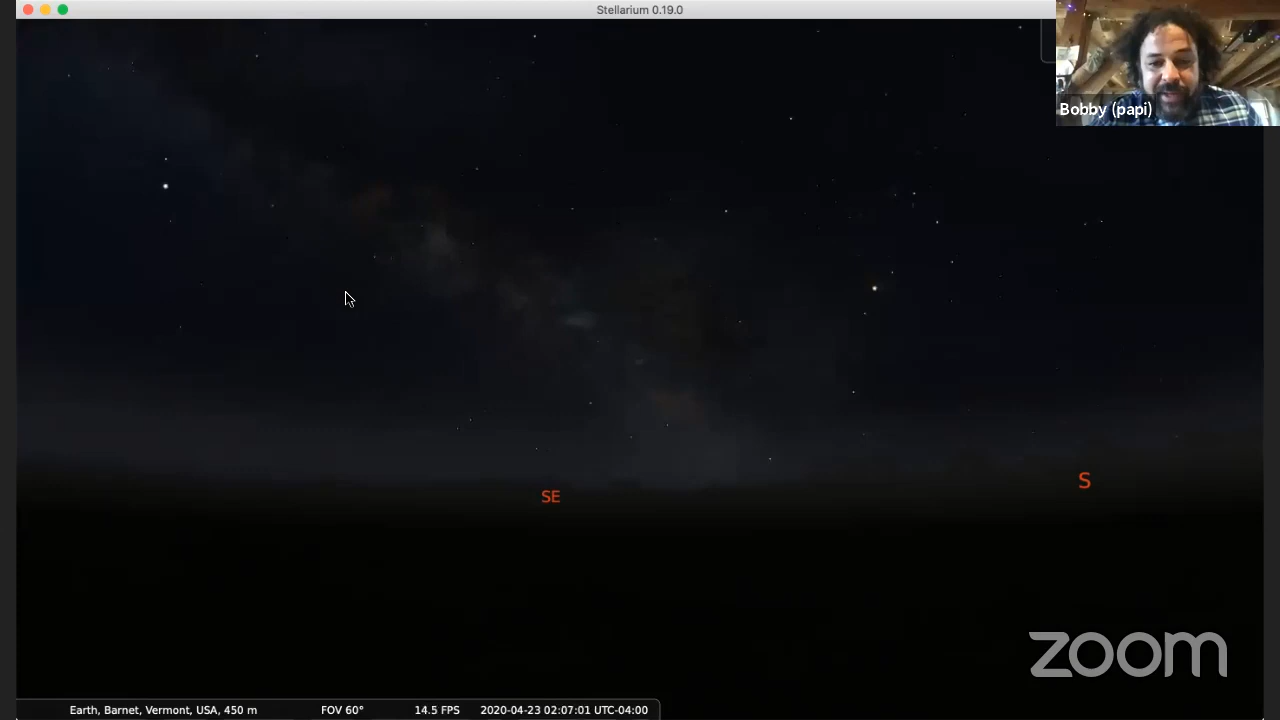 Stellarium 0.19.0
Bobby (papi)
SE
S
zoom
Earth, Barnet, Vermont, USA, 450 m FOV 60° 14.5 FPS 2020-04-23 02:07:01 UTC-04:00